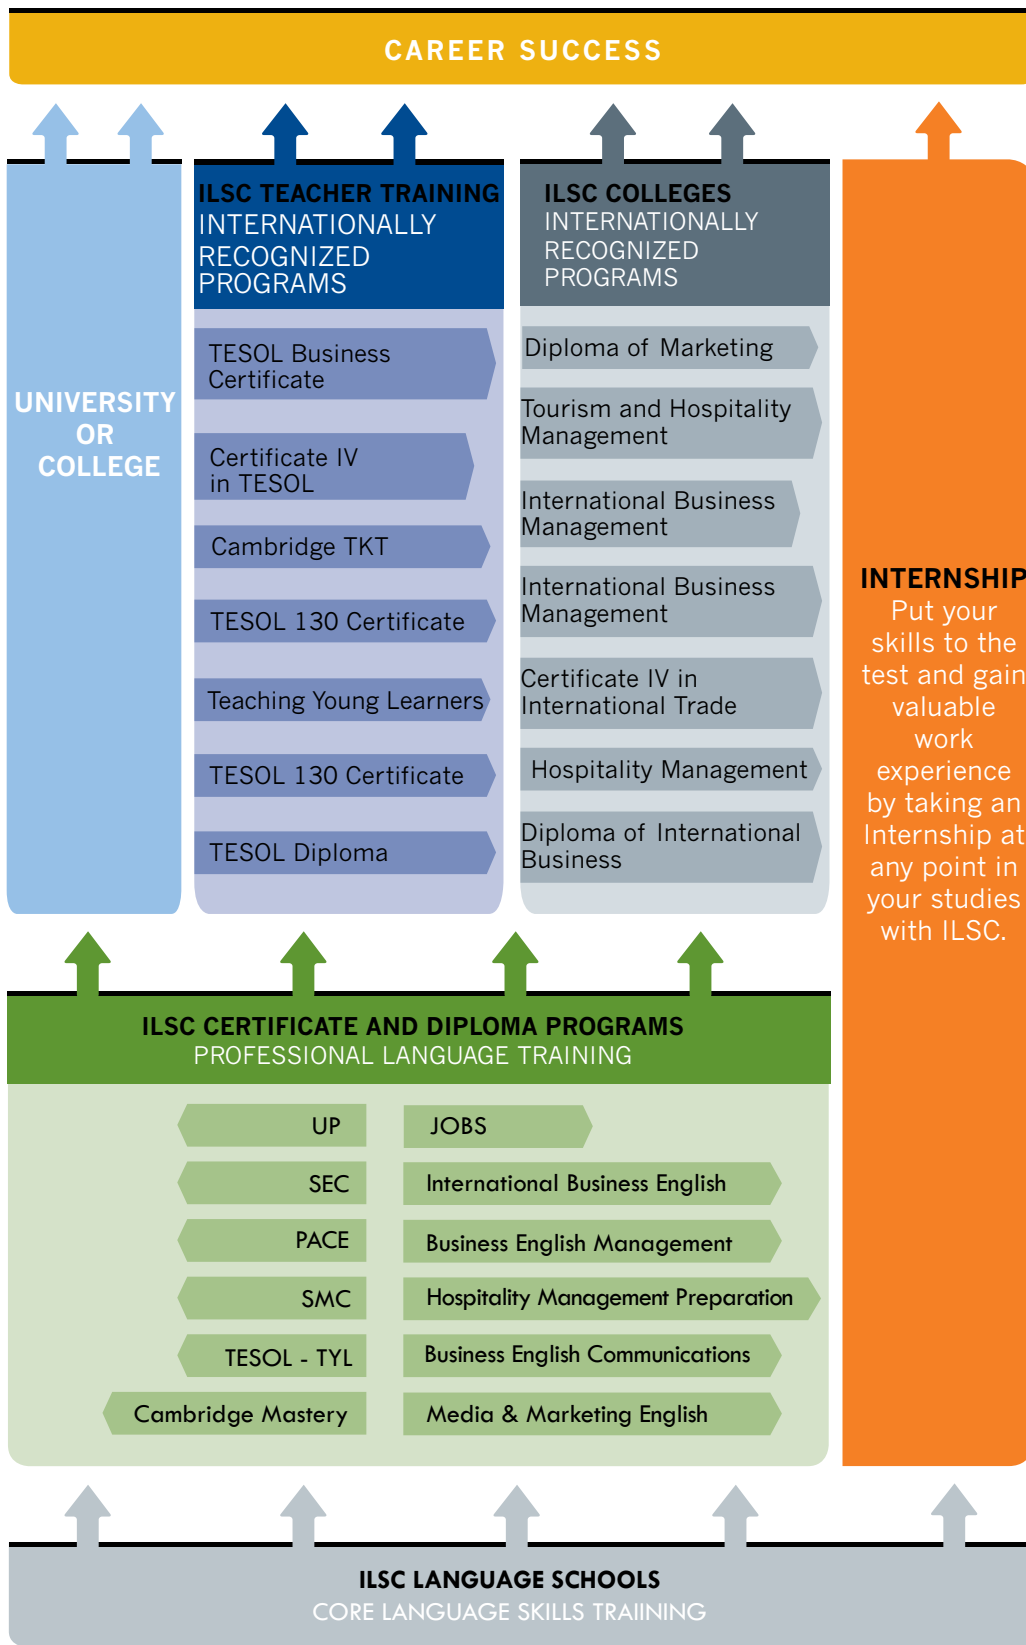 CAREER SUCCESS
UNIVERSITY
OR
COLLEGE
ILSC TEACHER TRAINING
INTERNATIONALLY
RECOGNIZED
PROGRAMS
TESOL Business
Certificate
Certificate IV
in TESOL
Cambridge TKT
TESOL 130 Certificate
Teaching Young Learners
TESOL 130 Certificate
TESOL Diploma
ILSC COLLEGES
INTERNATIONALLY
RECOGNIZED
PROGRAMS
Diploma of Marketing
Tourism and Hospitality
Management
International Business
Management
International Business
Management
Certificate IV in
International Trade
Hospitality Management
Diploma of International
Business
INTERNSHIP
Put your
skills to the
test and gain
valuable
work
experience
by taking an
Internship at
any point in
your studies
with ILSC.
ILSC CERTIFICATE AND DIPLOMA PROGRAMS
PROFESSIONAL LANGUAGE TRAINING
UP
SEC
PACE
SMC
TESOL - TYL
Cambridge Mastery
JOBS
International Business English
Business English Management
Hospitality Management Preparation
Business English Communications
Media & Marketing English
ILSC LANGUAGE SCHOOLS
CORE LANGUAGE SKILLS TRAIINING